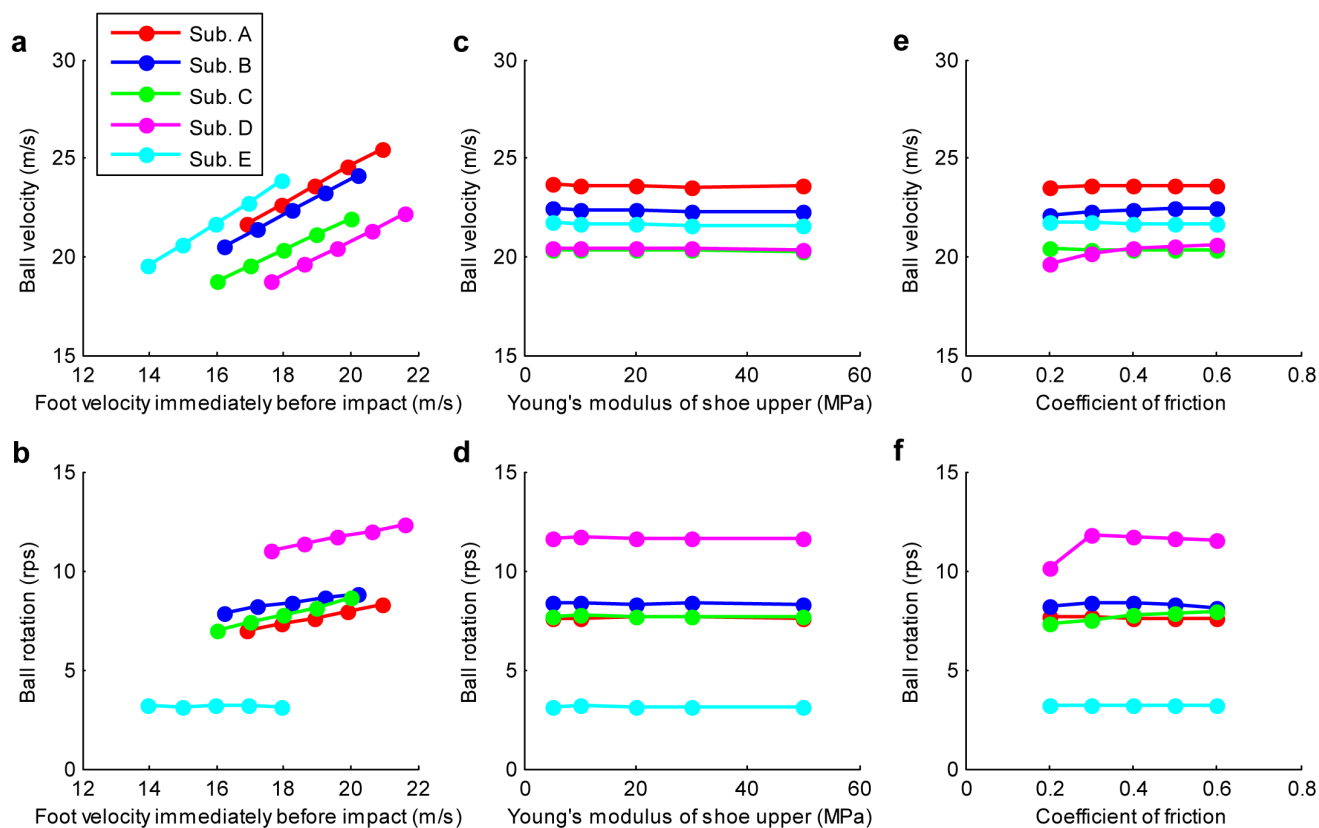 a
Sub. A
Sub. B
Sub. C
Sub. D
Sub. E
30
25
20
15
Ball velocity (m/s)
12 14 16 18 20 22
Foot velocity immediately before impact (m/s)
c
30
25
20
15
Ball velocity (m/s)
0 20 40 60
Young's modulus of shoe upper (MPa)
e
30
25
20
15
Ball velocity (m/s)
0 0.2 0.4 0.6 0.8
Coefficient of friction
b
15
10
5
0
Ball rotation (rps)
12 14 16 18 20 22
Foot velocity immediately before impact (m/s)
d
15
10
5
0
Ball rotation (rps)
0 20 40 60
Young's modulus of shoe upper (MPa)
f
15
10
5
0
Ball rotation (rps)
0 0.2 0.4 0.6 0.8
Coefficient of friction